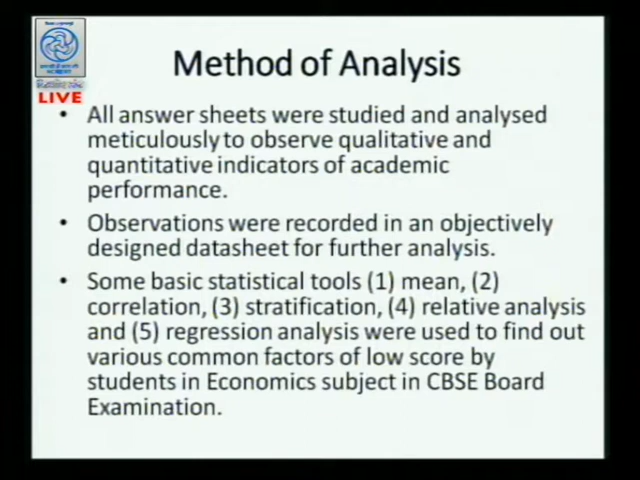 Method of Analysis
LIVE
• All answer sheets were studied and analysed
meticulously to observe qualitative and
quantitative indicators of academic
performance.
• Observations were recorded in an objectively
designed datasheet for further analysis.
• Some basic statistical tools (1) mean, (2)
correlation, (3) stratification, (4) relative analysis
and (5) regression analysis were used to find out
various common factors of low score by
students in Economics subject in CBSE Board
Examination.